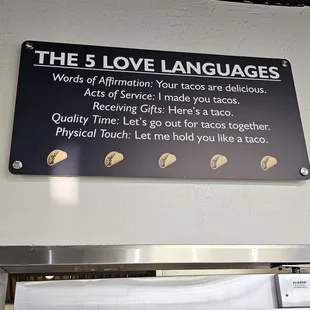 THE 5 LOVE LANGUAGES
Words of Affirmation: Your tacos are delicious.
Acts of Service: I made you tacos.
Receiving Gifts: Here's a taco.
Quality Time: Let's go out for tacos together.
Physical Touch: Let me hold you like a taco.